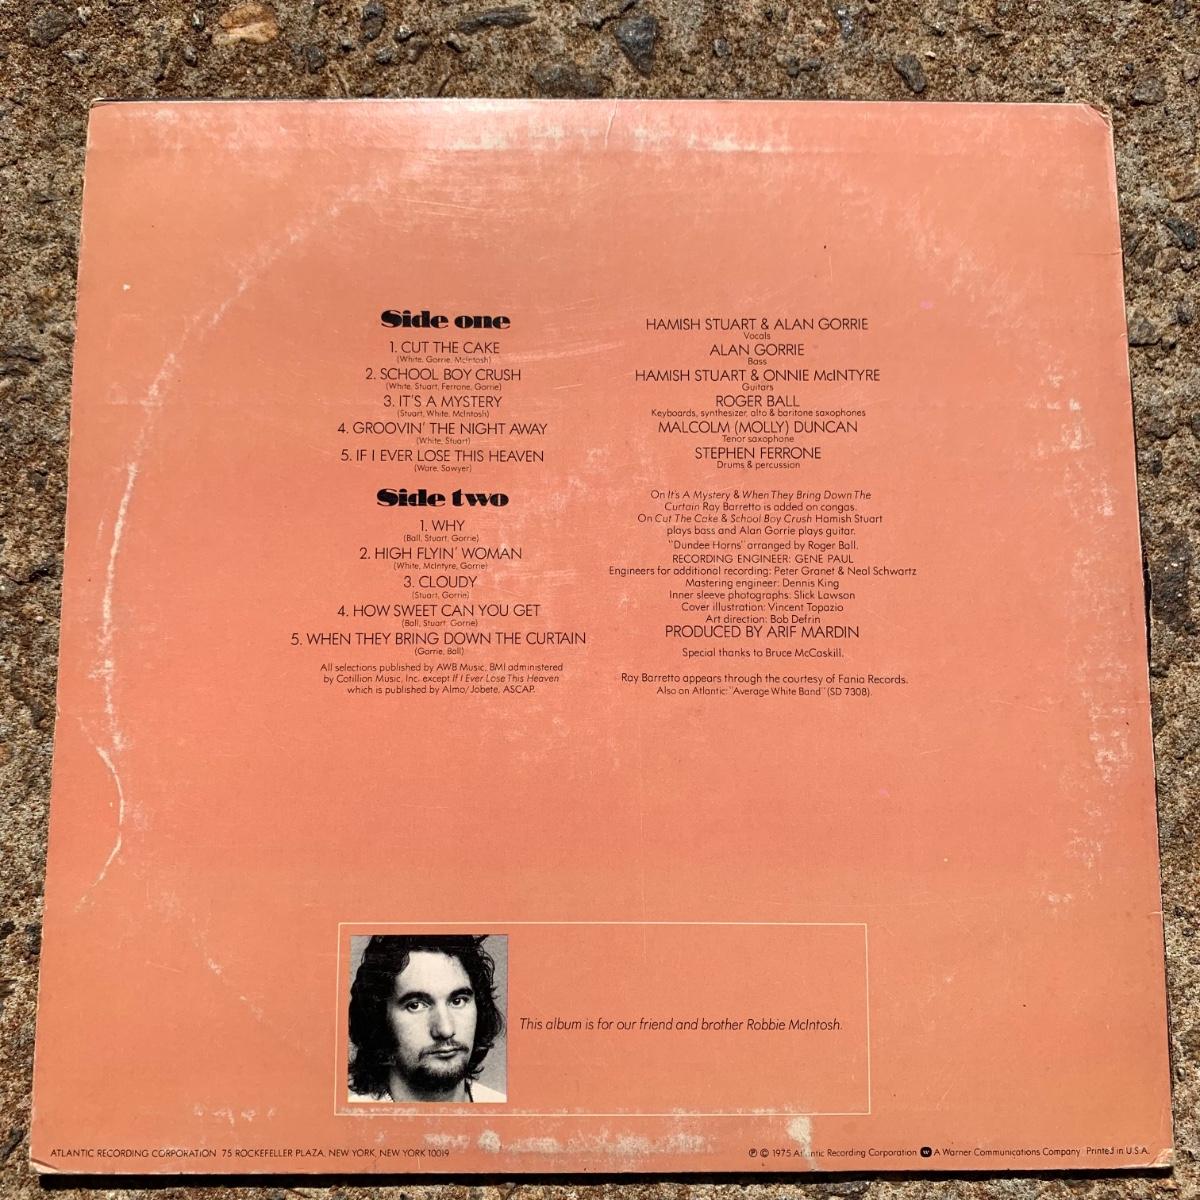 Side one
1. CUT THE CAKE
(White, Gorrie, McIntosh)
2. SCHOOL BOY CRUSH
(White, Stuart, Ferrone, Gorrie)
3. IT'S A MYSTERY
(Stuart, White, McIntosh)
4. GROOVIN' THE NIGHT AWAY
(White, Stuart)
5. IF I EVER LOSE THIS HEAVEN
(Ware, Sawyer)
Side two
1. WHY
(Ball, Stuart, Gorrie)
2. HIGH FLYIN' WOMAN
(White, McIntyre, Gorrie)
3. CLOUDY
(Stuart, Gorrie)
4. HOW SWEET CAN YOU GET
(Ball, Stuart, Gorrie)
5. WHEN THEY BRING DOWN THE CURTAIN
(Gorrie, Ball)
All selections published by AWB Music, BMI administered
by Cotillion Music, Inc. except If I Ever Lose This Heaven
which is published by Almo/Jobete, ASCAP.
HAMISH STUART & ALAN GORRIE
Vocals
ALAN GORRIE
Bass
HAMISH STUART & ONNIE McINTYRE
Guitars
ROGER BALL
Keyboards, synthesizer, alto & baritone saxophones
MALCOLM (MOLLY) DUNCAN
Tenor saxophone
STEPHEN FERRONE
Drums & percussion
On It's A Mystery & When They Bring Down The
Curtain Ray Barretto is added on congas.
On Cut The Cake & School Boy Crush Hamish Stuart
plays bass and Alan Gorrie plays guitar.
"Dundee Horns" arranged by Roger Ball.
RECORDING ENGINEER: GENE PAUL
Engineers for additional recording: Peter Granet & Neal Schwartz
Mastering engineer: Dennis King
Inner sleeve photographs: Slick Lawson
Cover illustration: Vincent Topazio
Art direction: Bob Defrin
PRODUCED BY ARIF MARDIN
Special thanks to Bruce McCaskill.
Ray Barretto appears through the courtesy of Fania Records.
Also on Atlantic: "Average White Band" (SD 7308).
This album is for our friend and brother Robbie McIntosh.
ATLANTIC RECORDING CORPORATION 75 ROCKEFELLER PLAZA, NEW YORK, NEW YORK 10019
℗ © 1975 Atlantic Recording Corporation W A Warner Communications Company Printed in U.S.A.